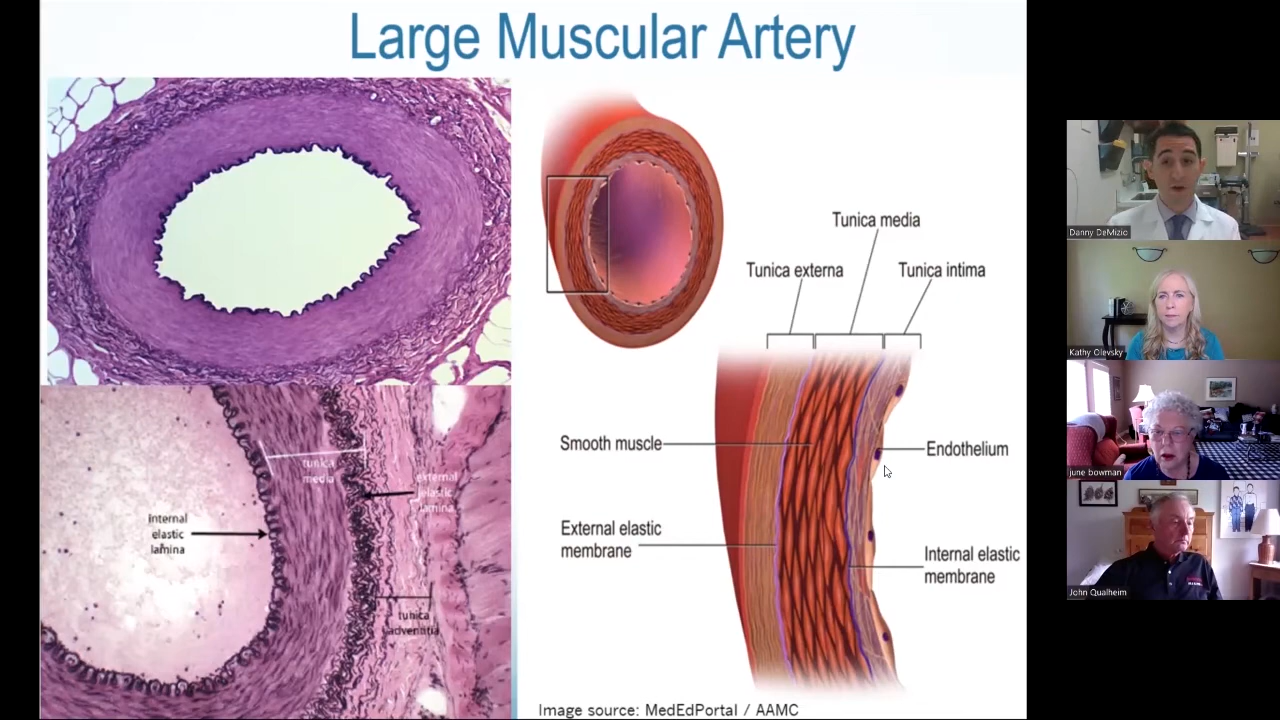 Large Muscular Artery
Tunica media
Tunica externa
Tunica intima
Smooth muscle
Endothelium
External elastic
membrane
Internal elastic
membrane
tunica
media
external
elastic
lamina
internal
elastic
lamina
tunica
adventitia
Image source: MedEdPortal / AAMC
Danny DeMizio
Kathy Olevsky
june bowman
John Qualheim